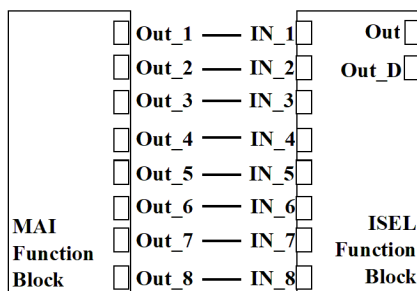 Out_1 IN_1 Out
Out_2 IN_2 Out_D
Out_3 IN_3
Out_4 IN_4
Out_5 IN_5
Out_6 IN_6
Out_7 IN_7
Out_8 IN_8
MAI
Function
Block
ISEL
Function
Block